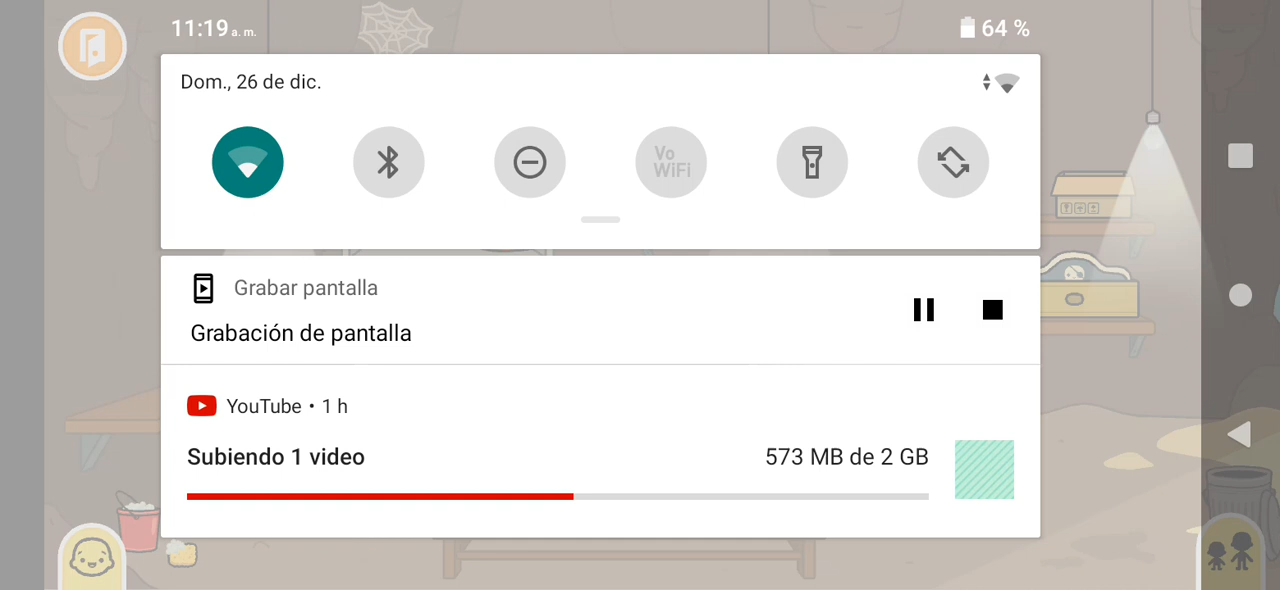 11:19 a. m.
64 %
Dom., 26 de dic.
Vo
WiFi
Grabar pantalla
Grabación de pantalla
YouTube • 1 h
Subiendo 1 video
573 MB de 2 GB